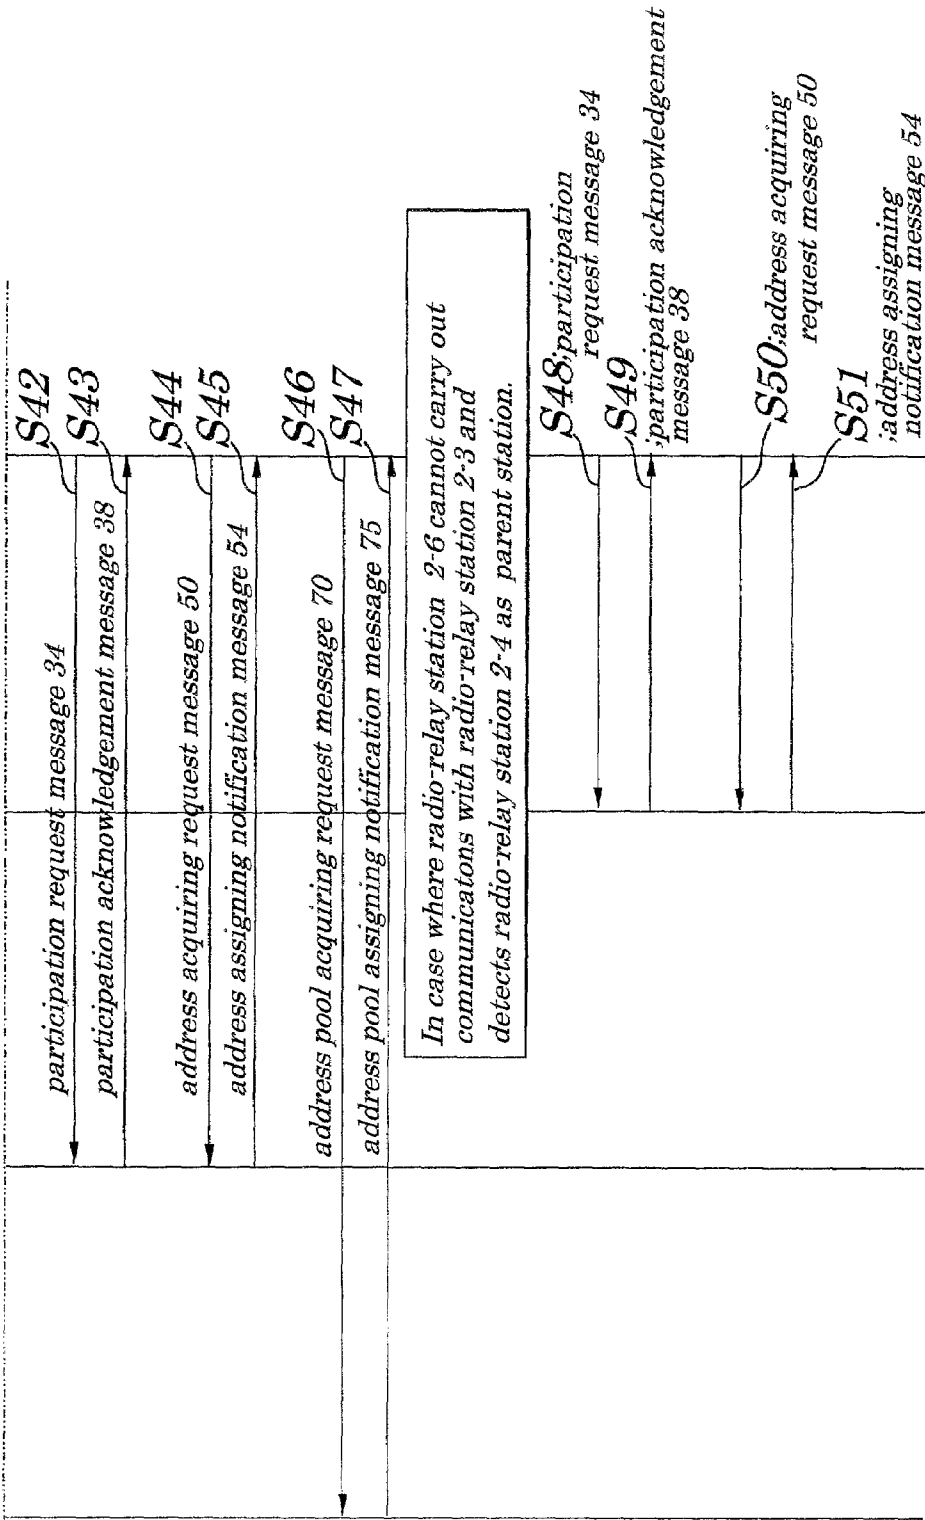 S42
participation request message 34
S43
participation acknowledgement message 38
S44
address acquiring request message 50
S45
address assigning notification message 54
S46
address pool acquiring request message 70
S47
address pool assigning notification message 75
In case where radio-relay station 2-6 cannot carry out
communicatons with radio-relay station 2-3 and
detects radio-relay station 2-4 as parent station.
S48;participation
request message 34
S49
;participation acknowledgement
message 38
S50;address acquiring
request message 50
S51
;address assigning
notification message 54